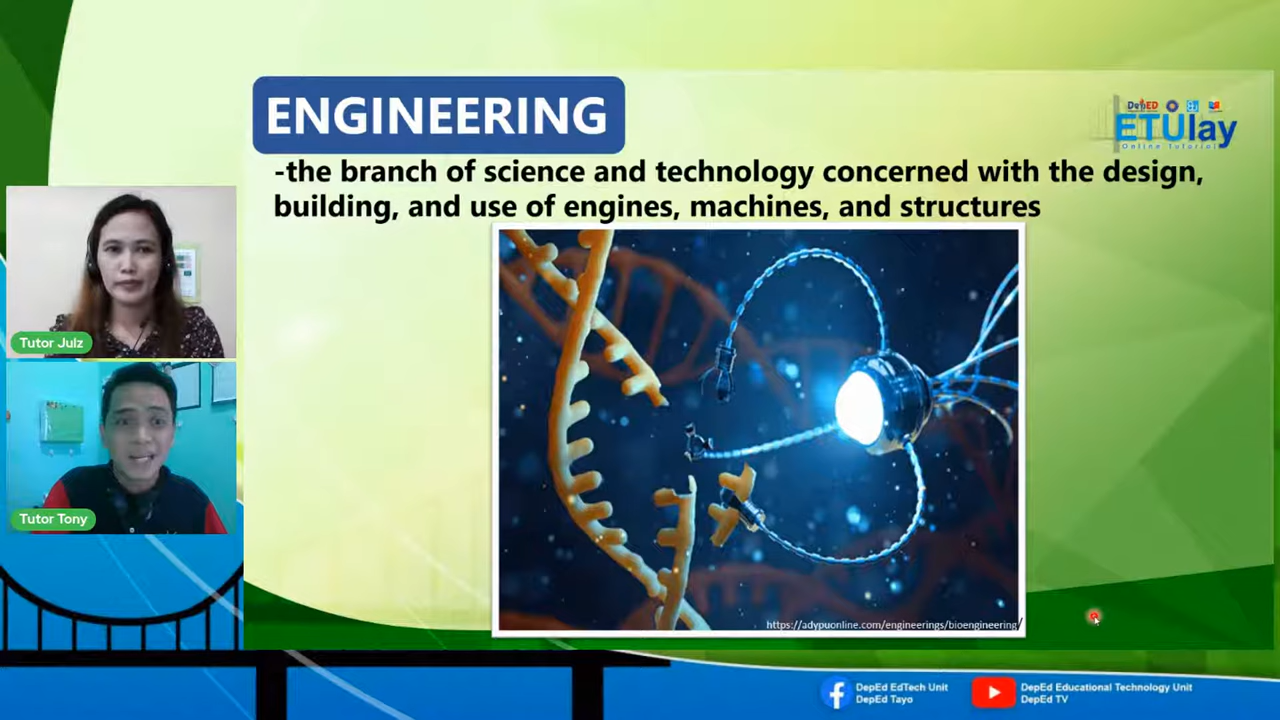 ENGINEERING
-the branch of science and technology concerned with the design,
building, and use of engines, machines, and structures
DepED
ETUlay
Online Tutorial
Tutor Julz
Tutor Tony
https://adypuonline.com/engineerings/bioengineering/
DepEd EdTech Unit
DepEd Tayo
DepEd Educational Technology Unit
DepEd TV